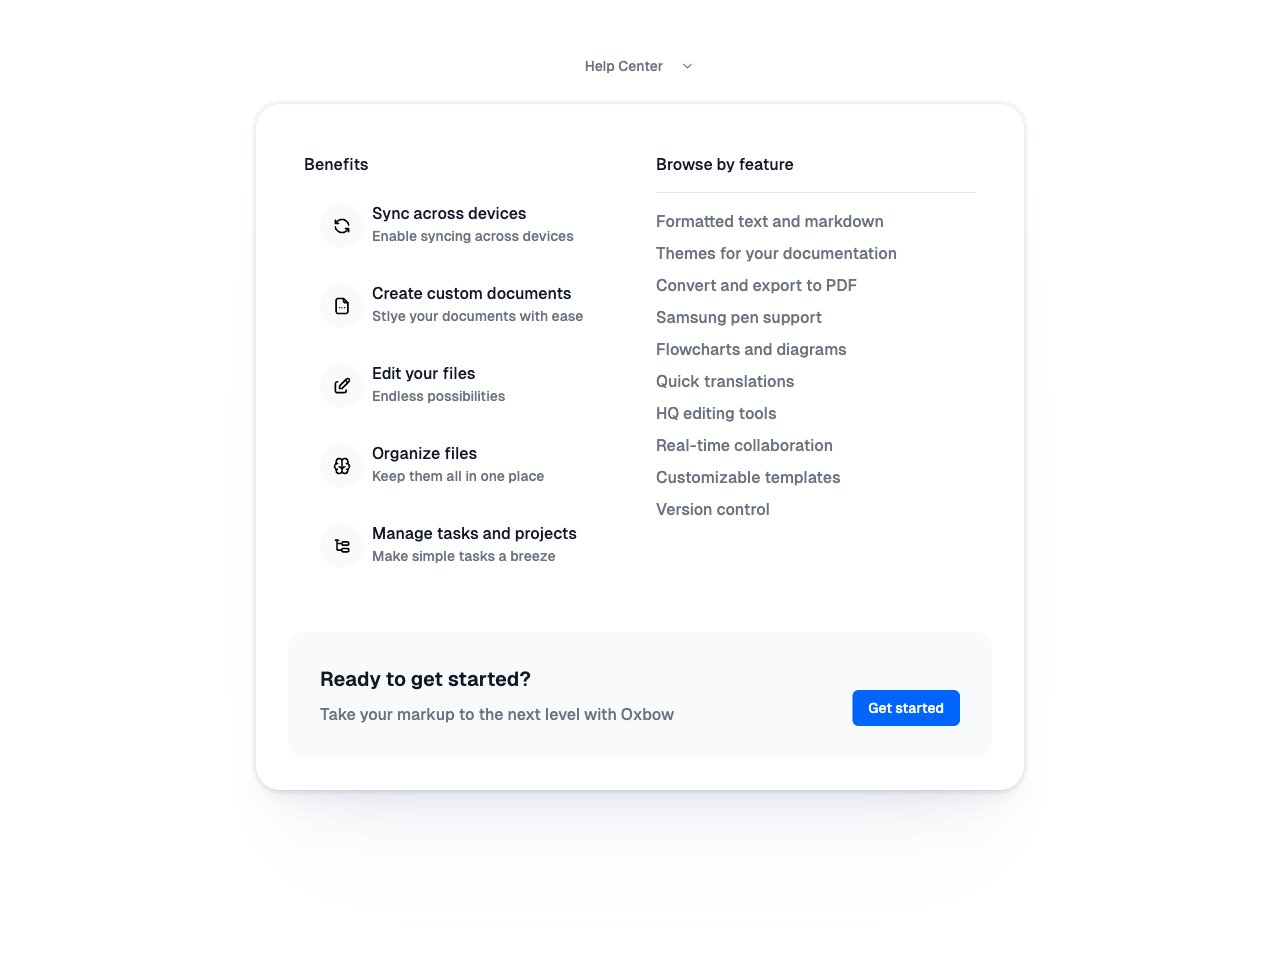 Help Center
Benefits
Sync across devices
Enable syncing across devices
Create custom documents
Stlye your documents with ease
Edit your files
Endless possibilities
Organize files
Keep them all in one place
Manage tasks and projects
Make simple tasks a breeze
Browse by feature
Formatted text and markdown
Themes for your documentation
Convert and export to PDF
Samsung pen support
Flowcharts and diagrams
Quick translations
HQ editing tools
Real-time collaboration
Customizable templates
Version control
Ready to get started?
Take your markup to the next level with Oxbow
Get started